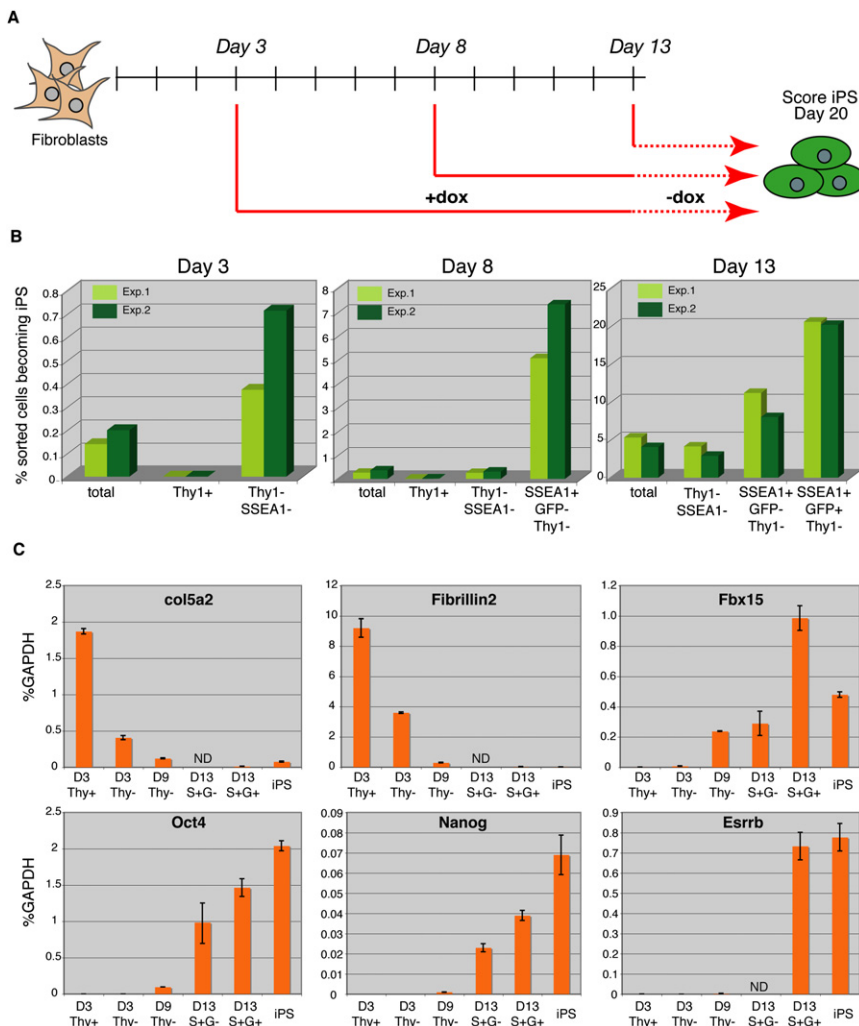 A
Day 3 Day 8 Day 13
Fibroblasts
Score iPS
Day 20
+dox -dox
B
Day 3
% sorted cells becoming iPS
0.8
0.7
0.6
0.5
0.4
0.3
0.2
0.1
0
Exp.1
Exp.2
total Thy1+ Thy1-
SSEA1-
Day 8
8
7
6
5
4
3
2
1
0
Exp.1
Exp.2
total Thy1+ Thy1- SSEA1+
SSEA1- GFP-
Thy1-
Day 13
25
20
15
10
5
0
Exp.1
Exp.2
total Thy1- SSEA1+ SSEA1+
SSEA1- GFP- GFP+
Thy1- Thy1-
C
col5a2
%GAPDH
2.5
2
1.5
1
0.5
0
ND
D3 D3 D9 D13 D13 iPS
Thy+ Thy- Thy- S+G- S+G+
Fibrillin2
12
10
8
6
4
2
0
ND
D3 D3 D9 D13 D13 iPS
Thy+ Thy- Thy- S+G- S+G+
Fbx15
1.2
1.0
0.8
0.6
0.4
0.2
0
D3 D3 D9 D13 D13 iPS
Thy+ Thy- Thy- S+G- S+G+
Oct4
%GAPDH
2.5
2
1.5
1
0.5
0
D3 D3 D9 D13 D13 iPS
Thy+ Thy- Thy- S+G- S+G+
Nanog
0.09
0.08
0.07
0.06
0.05
0.04
0.03
0.02
0.01
0
D3 D3 D9 D13 D13 iPS
Thy+ Thy- Thy- S+G- S+G+
Esrrb
0.9
0.8
0.7
0.6
0.5
0.4
0.3
0.2
0.1
0
ND
D3 D3 D9 D13 D13 iPS
Thy+ Thy- Thy- S+G- S+G+